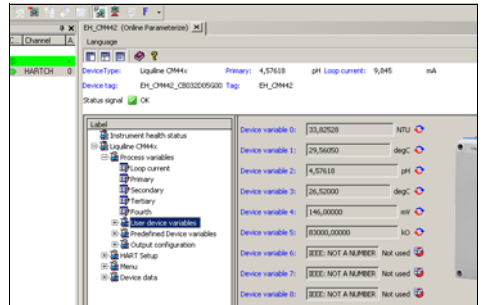 EH_CM442 (Online Parameterize)
Channel
HARTCH 0
Language
DeviceType: Liquiline CM44x Primary: 4,57618 pH Loop current: 9,845 mA
Device tag: EH_CM442_CB032D05G00 Tag: EH_CM442
Status signal OK
Label
Instrument health status
Liquiline CM44x
Process variables
Loop current
Primary
Secondary
Tertiary
Fourth
User device variables
Predefined Device variables
Output configuration
HART Setup
Menu
Device data
Device variable 0: 33,82528 NTU
Device variable 1: 29,56050 degC
Device variable 2: 4,57618 pH
Device variable 3: 26,52000 degC
Device variable 4: 146,00000 mV
Device variable 5: 83000,00000 kO
Device variable 6: IEEE: NOT A NUMBER Not used
Device variable 7: IEEE: NOT A NUMBER Not used
Device variable 8: IEEE: NOT A NUMBER Not used